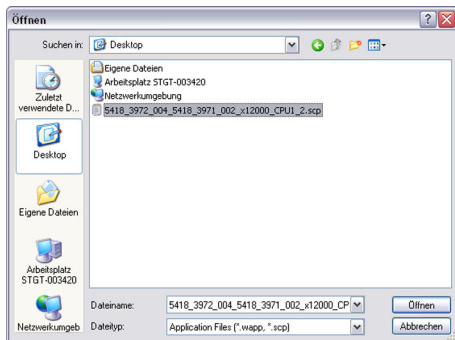 Öffnen
Suchen in:
Desktop
Zuletzt
verwendete D...
Desktop
Eigene Dateien
Arbeitsplatz
STGT-003420
Netzwerkumgeb
Eigene Dateien
Arbeitsplatz STGT-003420
Netzwerkumgebung
5418_3972_004_5418_3971_002_x12000_CPU1_2.scp
Dateiname:
5418_3972_004_5418_3971_002_x12000_CP
Öffnen
Dateityp:
Application Files (*.wapp, *.scp)
Abbrechen